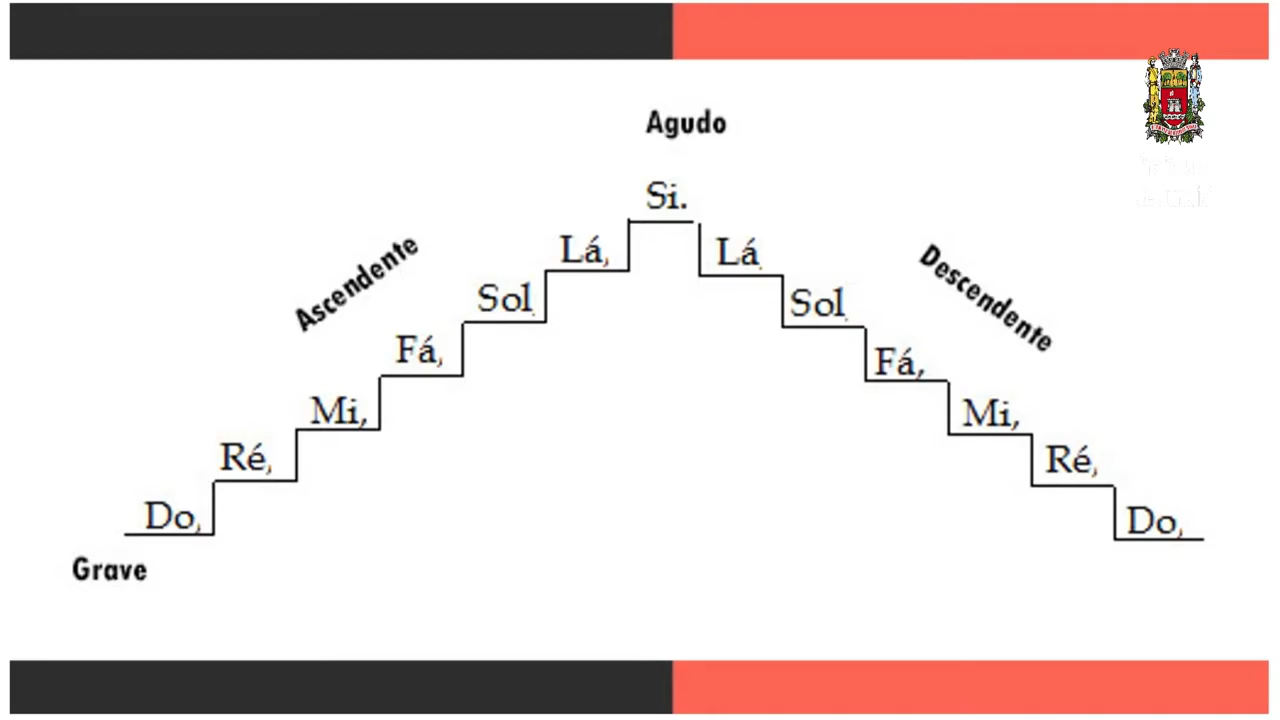 Agudo
Si.
Ascendente
Descendente
Lá,
Lá,
Sol,
Sol,
Fá,
Fá,
Mi,
Mi,
Ré,
Ré,
Do,
Do,
Grave